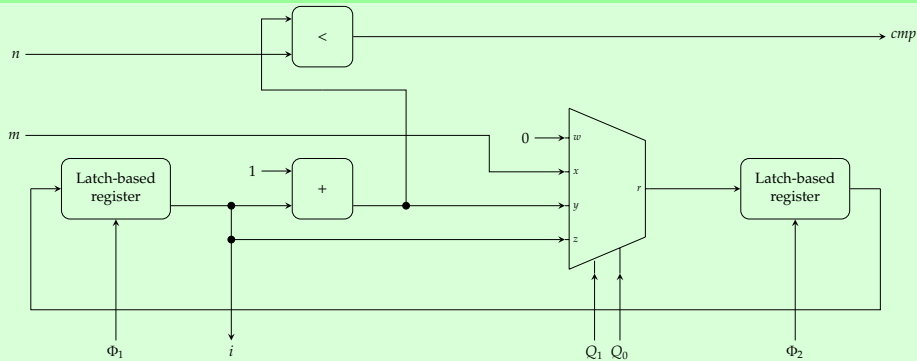 <
cmp
n
m
0
w
Latch-based
register
1
+
x
y
z
r
Latch-based
register
Φ1
i
Q1
Q0
Φ2